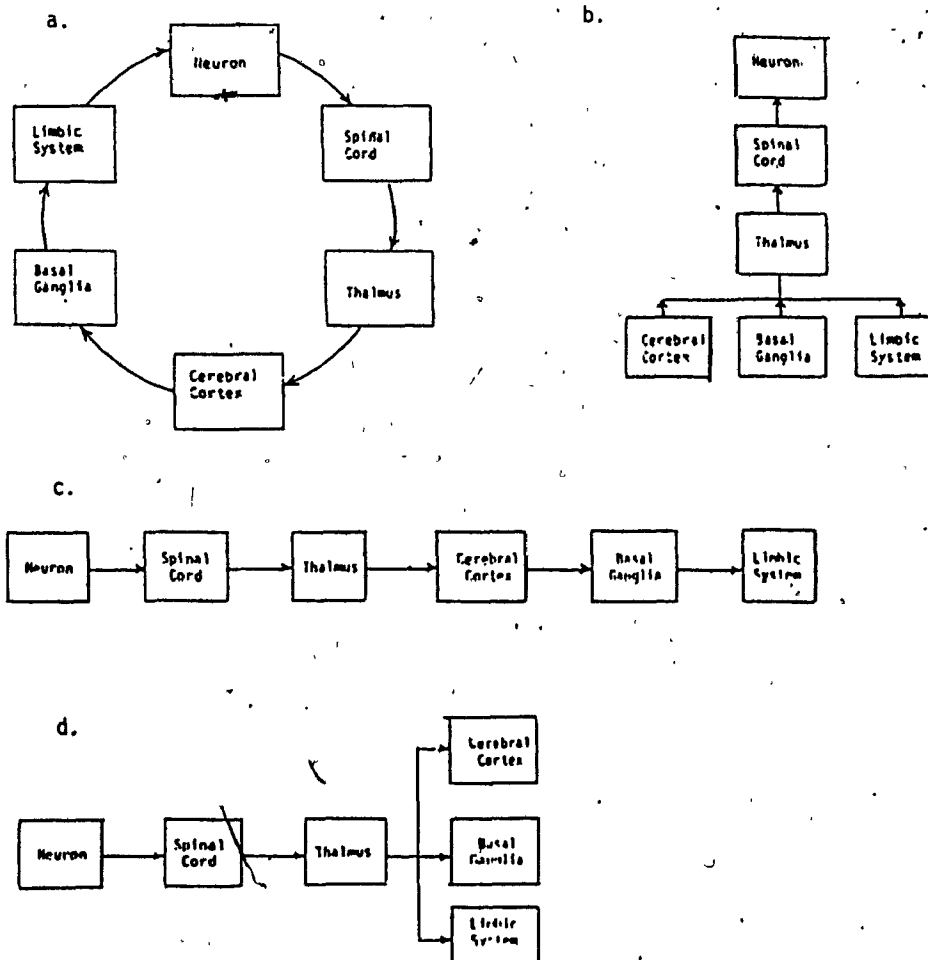 a.
Neuron
Limbic
System
Spinal
Cord
Basal
Ganglia
Thalmus
Cerebral
Cortex
b.
Neuron
Spinal
Cord
Thalmus
Cerebral
Cortex
Basal
Ganglia
Limbic
System
c.
Neuron
Spinal
Cord
Thalmus
Cerebral
Cortex
Basal
Ganglia
Limbic
System
d.
Neuron
Spinal
Cord
Thalmus
Cerebral
Cortex
Basal
Ganglia
Limbic
System